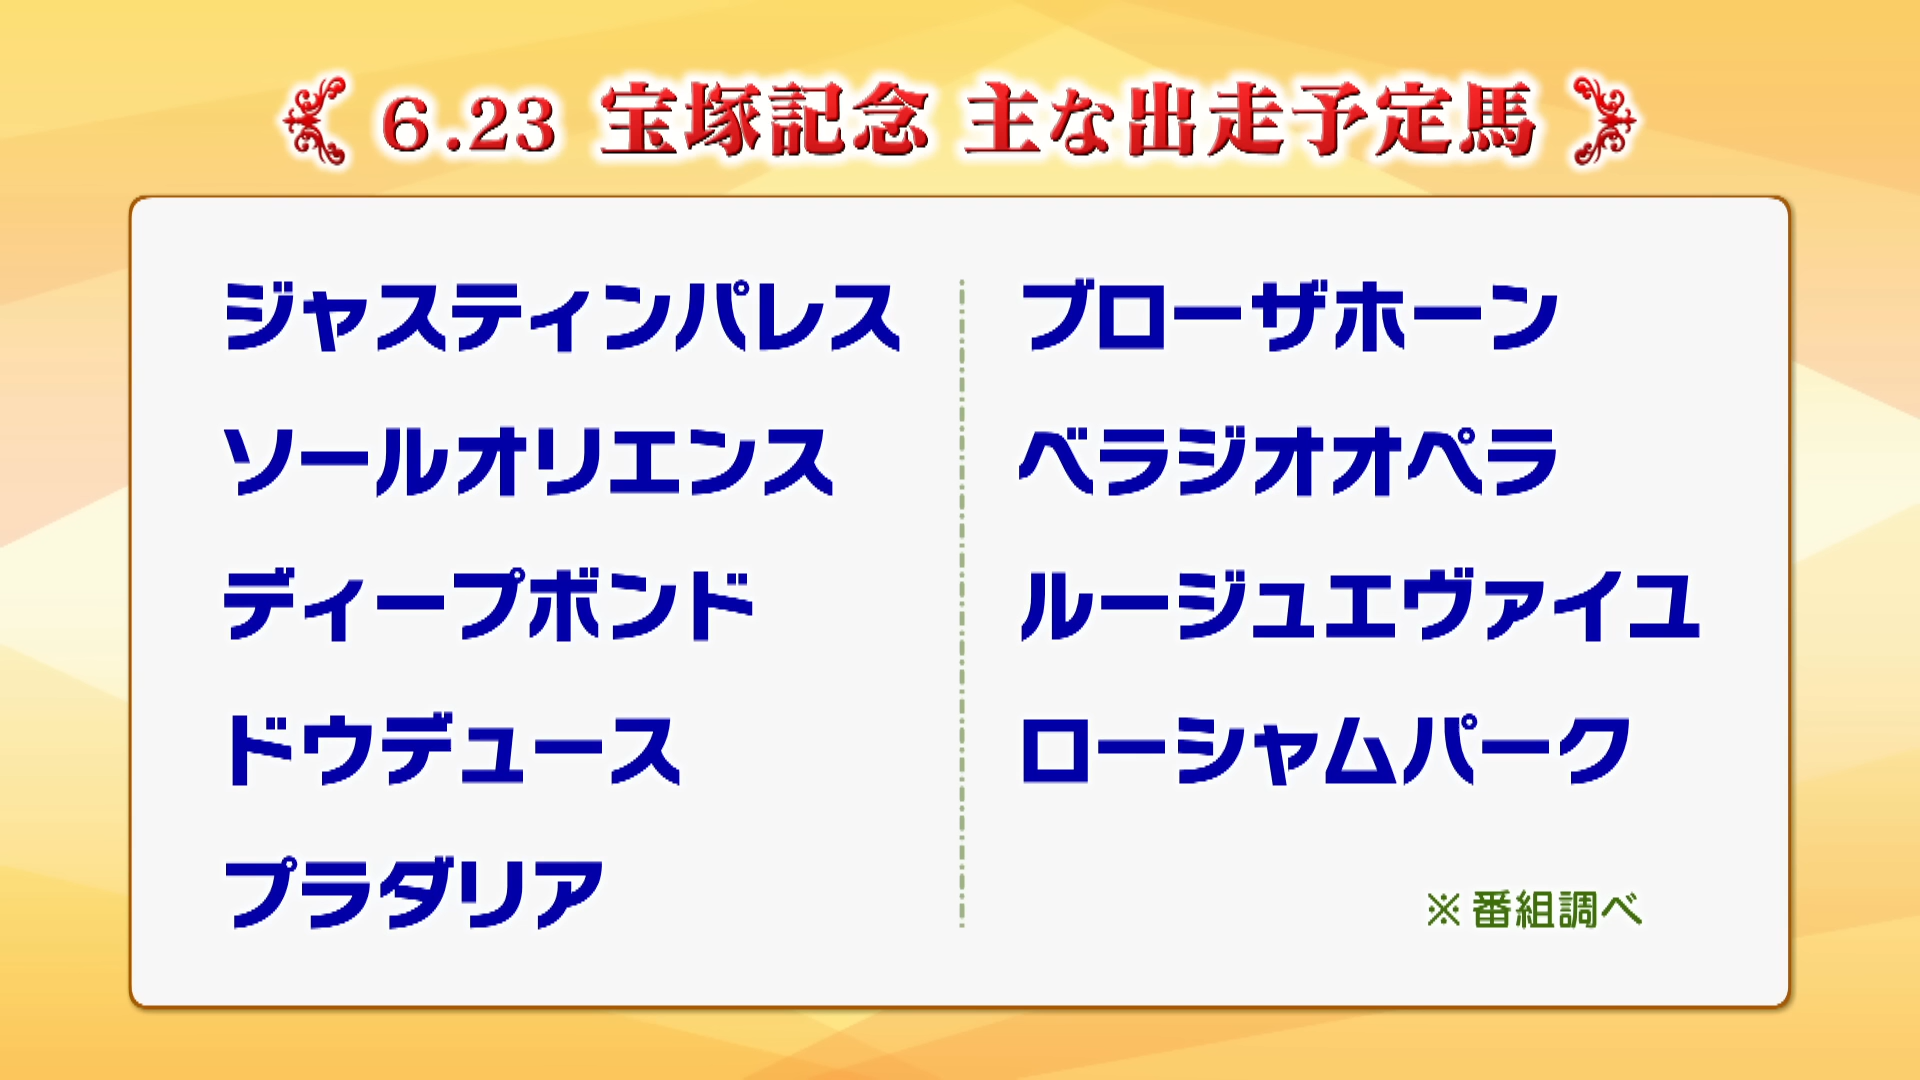 6.23 宝塚記念 主な出走予定馬
ジャスティンパレス
ソールオリエンス
ディープボンド
ドウデュース
プラダリア
ブローザホーン
ベラジオオペラ
ルージュエヴァイユ
ローシャムパーク
※番組調べ